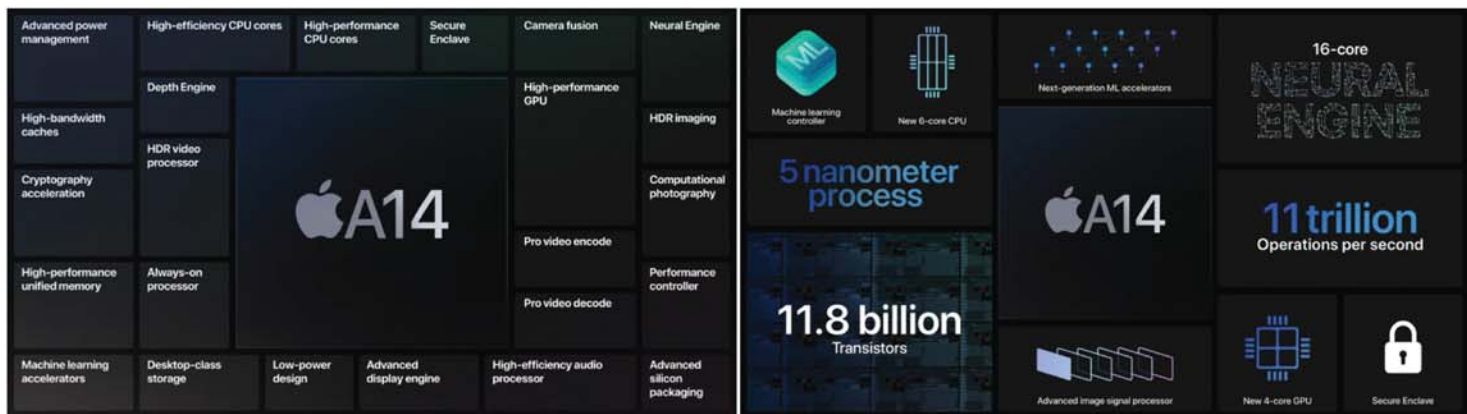 Advanced power
management
High-efficiency CPU cores
High-performance
CPU cores
Secure
Enclave
Camera fusion
Neural Engine
Depth Engine
High-performance
GPU
High-bandwidth
caches
HDR imaging
HDR video
processor
Cryptography
acceleration
Computational
photography
A14
Pro video encode
High-performance
unified memory
Always-on
processor
Performance
controller
Pro video decode
Machine learning
accelerators
Desktop-class
storage
Low-power
design
Advanced
display engine
High-efficiency audio
processor
Advanced
silicon
packaging
ML
Machine learning
controller
New 6-core CPU
Next-generation ML accelerators
16-core
NEURAL
ENGINE
5 nanometer
process
A14
11 trillion
Operations per second
11.8 billion
Transistors
Advanced image signal processor
New 4-core GPU
Secure Enclave